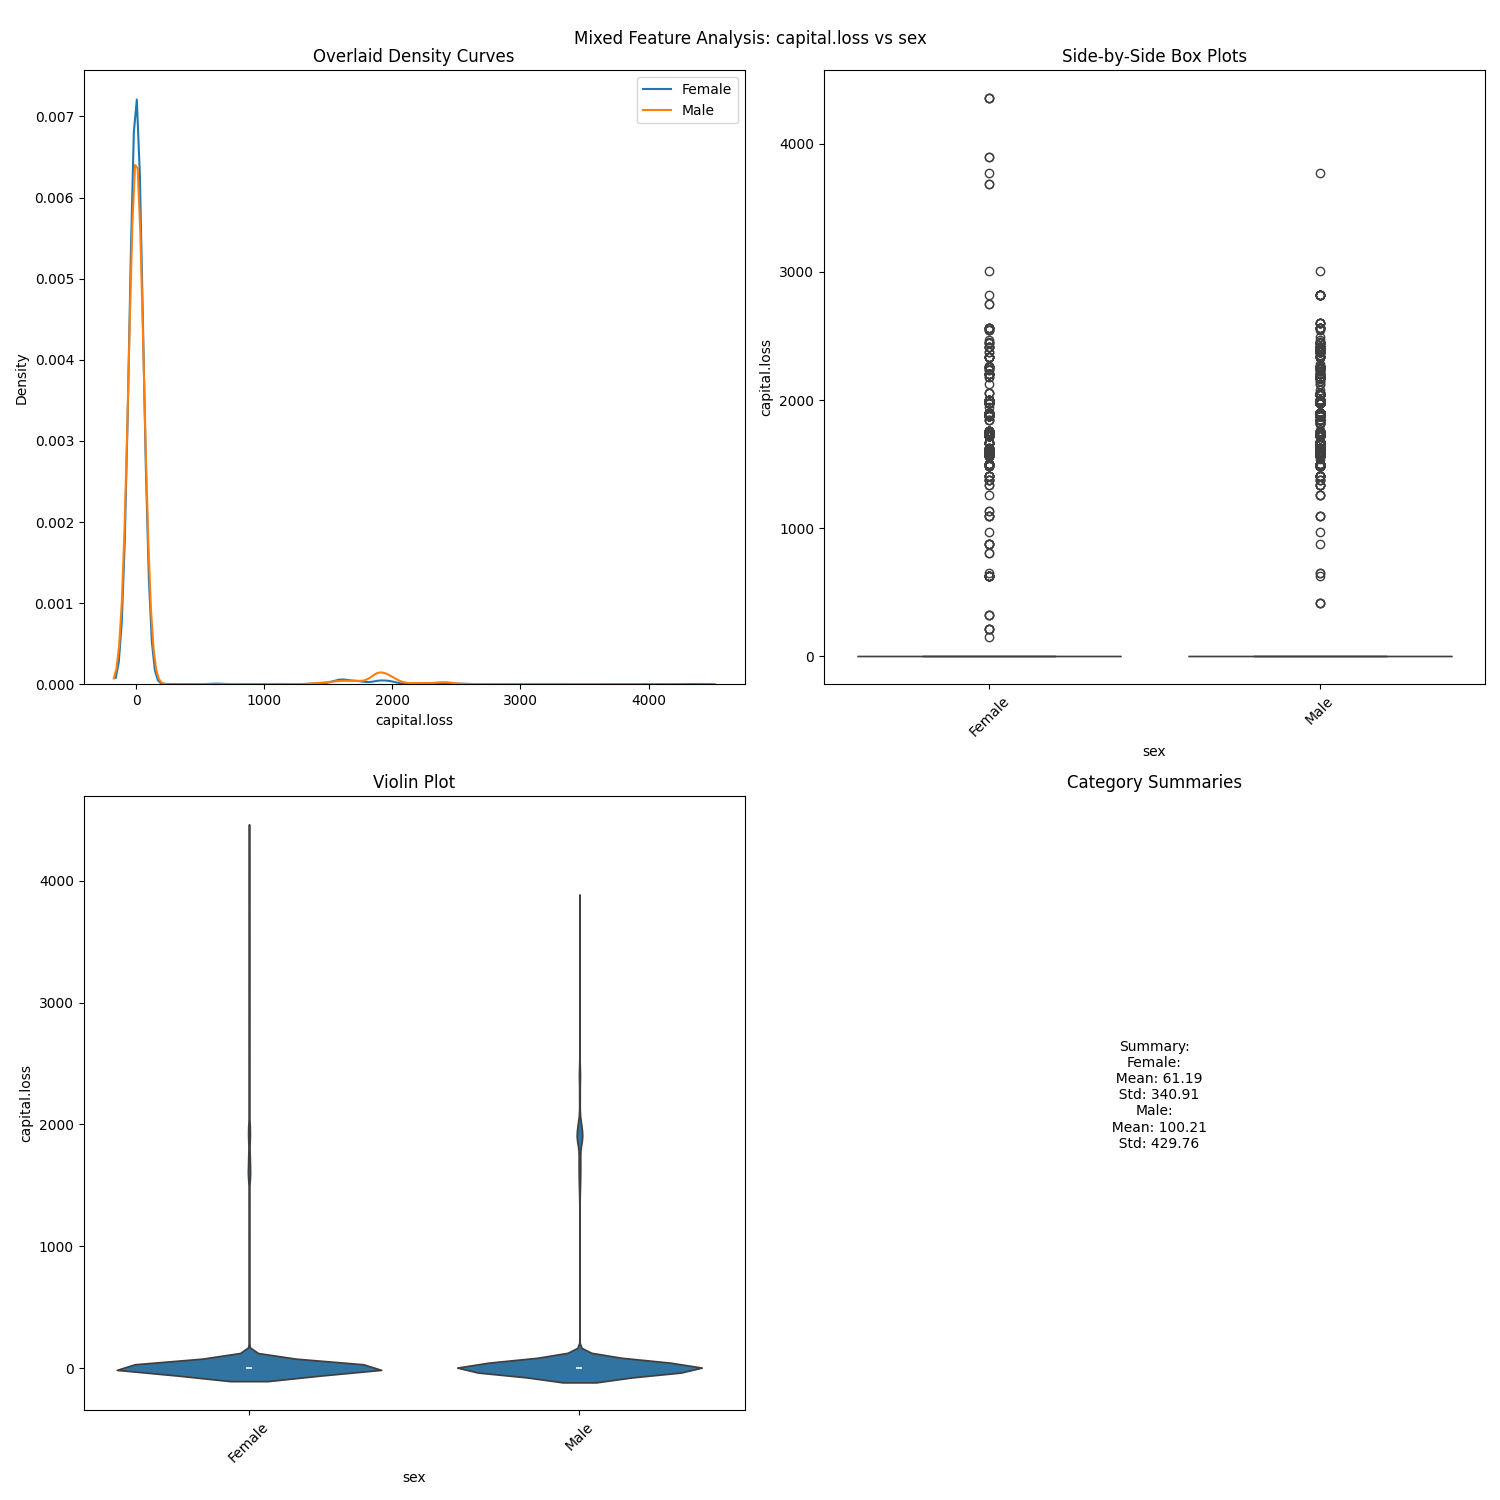 Mixed Feature Analysis: capital.loss vs sex
Overlaid Density Curves
Female
Male
0.007
0.006
0.005
0.004
0.003
0.002
0.001
0.000
Density
0
1000
2000
3000
4000
capital.loss
Side-by-Side Box Plots
4000
3000
2000
1000
0
capital.loss
Female
Male
sex
Violin Plot
4000
3000
2000
1000
0
capital.loss
Female
Male
sex
Category Summaries
Summary:
Female:
Mean: 61.19
Std: 340.91
Male:
Mean: 100.21
Std: 429.76